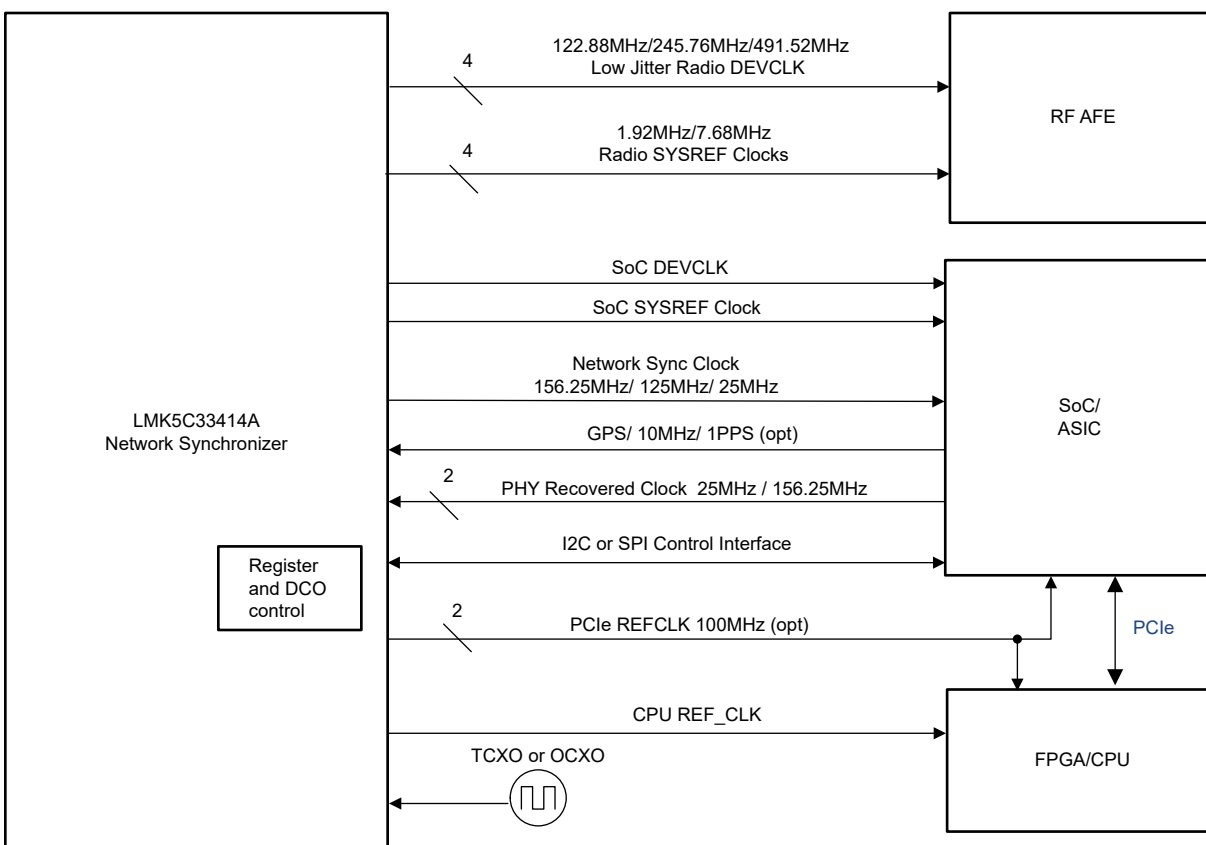 122.88MHz/245.76MHz/491.52MHz
4
Low Jitter Radio DEVCLK
RF AFE
1.92MHz/7.68MHz
4
Radio SYSREF Clocks
SoC DEVCLK
SoC SYSREF Clock
Network Sync Clock
156.25MHz/ 125MHz/ 25MHz
SoC/
ASIC
LMK5C33414A
Network Synchronizer
GPS/ 10MHz/ 1PPS (opt)
2
PHY Recovered Clock  25MHz / 156.25MHz
I2C or SPI Control Interface
Register
and DCO
control
2
PCIe REFCLK 100MHz (opt)
PCIe
CPU REF_CLK
TCXO or OCXO
FPGA/CPU